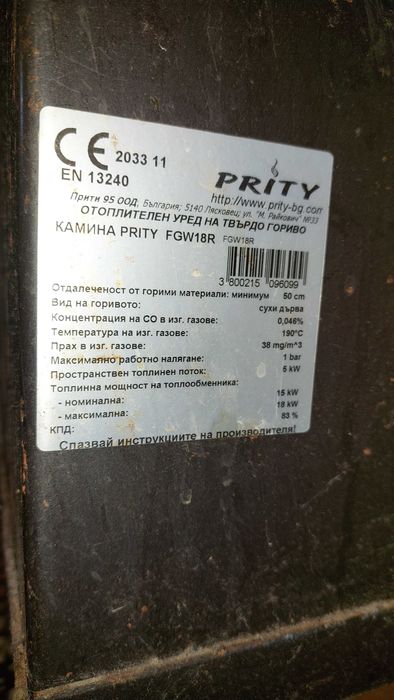 CE 2033 11
EN 13240
PRITY
http://www.prity-bg.com
Прити 95 ООД, България; 5140 Лясковец; ул. "М. Райкович" №33
ОТОПЛИТЕЛЕН УРЕД НА ТВЪРДО ГОРИВО
КАМИНА PRITY FGW18R FGW18R
3 800215 096099
Отдалеченост от горими материали: минимум 50 cm
Вид на горивото: сухи дърва
Концентрация на CO в изг. газове: 0,046%
Температура на изг. газове: 190°C
Прах в изг. газове: 38 mg/m^3
Максимално работно налягане: 1 bar
Пространствен топлинен поток: 5 kW
Топлинна мощност на топлообменника:
- номинална: 15 kW
- максимална: 18 kW
КПД: 83 %
Спазвай инструкциите на производителя!